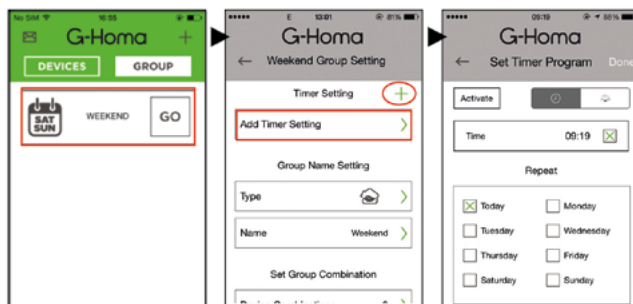 No SIM 16:55
G-Homa
DEVICES GROUP
SAT
SUN
WEEKEND GO
E 13:01 81%
G-Homa
Weekend Group Setting
Timer Setting
Add Timer Setting
Group Name Setting
Type
Name Weekend
Set Group Combination
09:19 88%
G-Homa
Set Timer Program Done
Activate
Time 09:19
Repeat
Today Monday
Tuesday Wednesday
Thursday Friday
Saturday Sunday